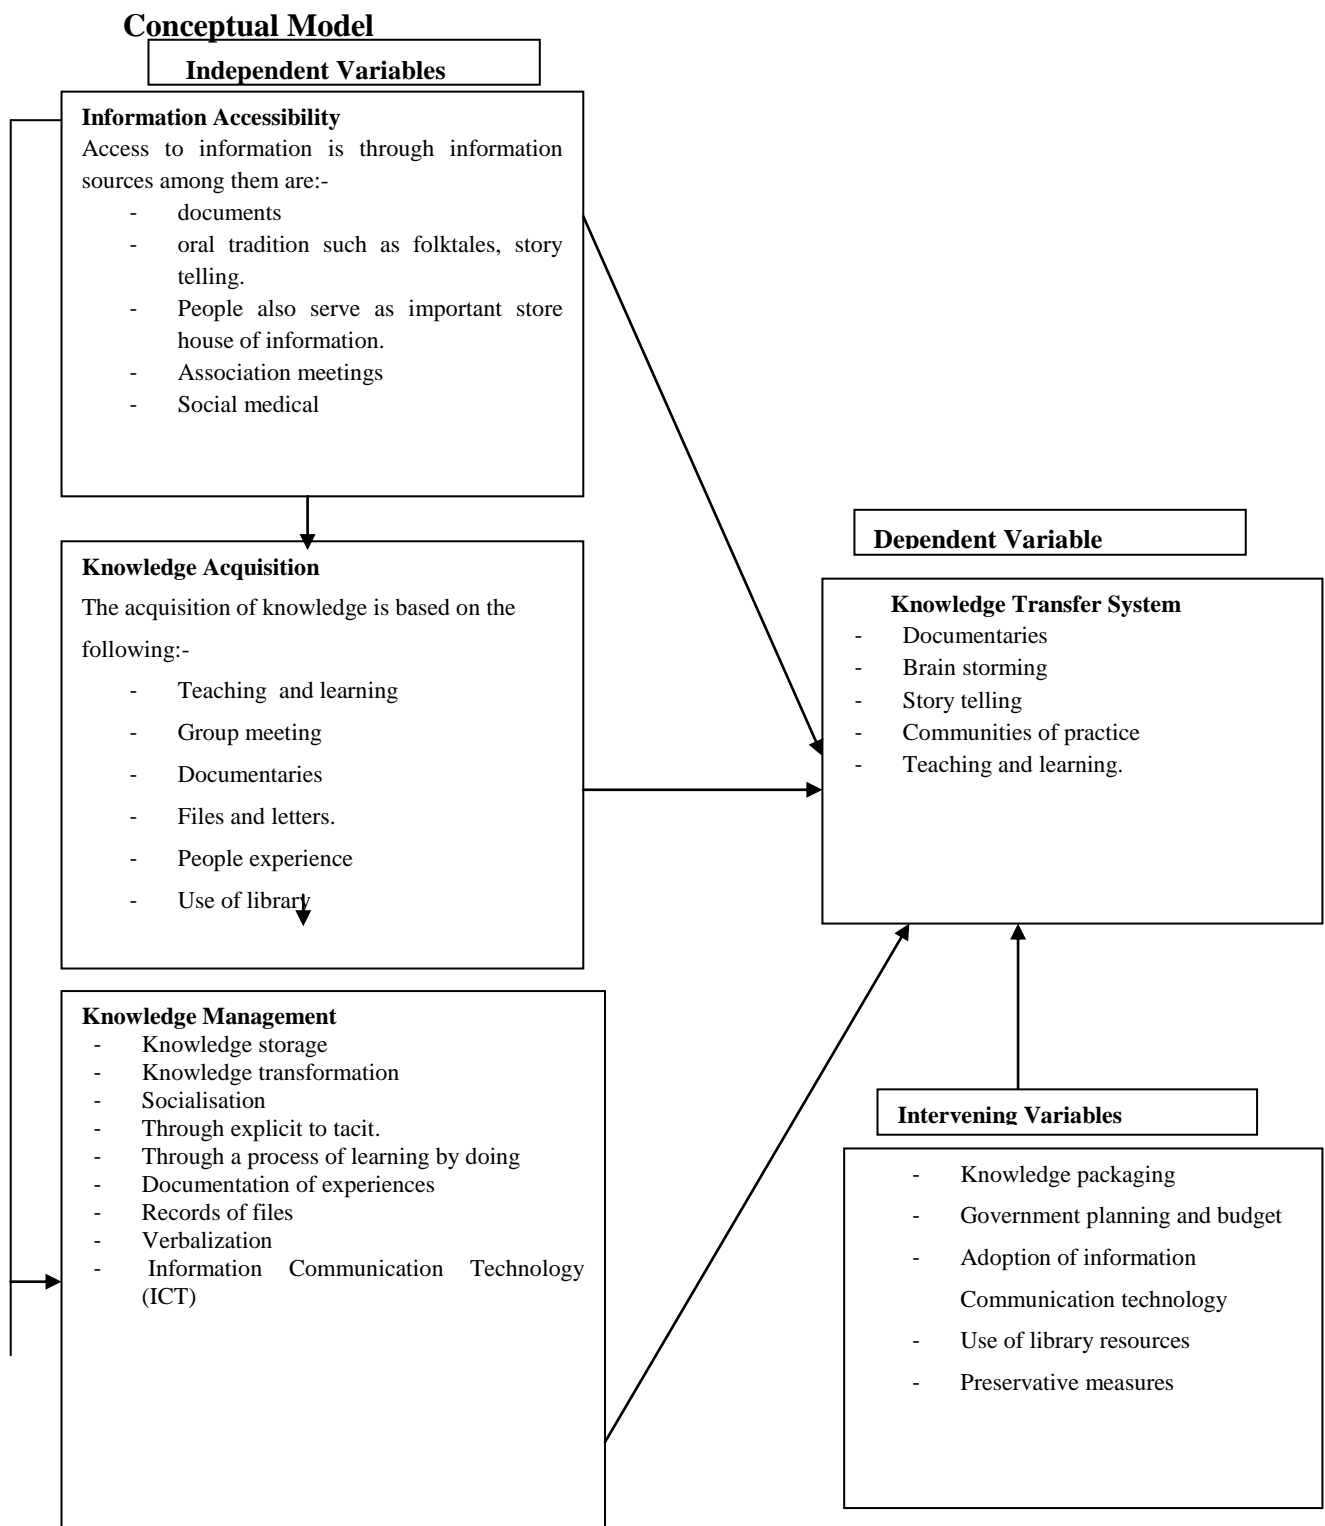 Conceptual Model
Independent Variables
Information Accessibility
Access to information is through information
sources among them are:-
- documents
- oral tradition such as folktales, story
telling.
- People also serve as important store
house of information.
- Association meetings
- Social medical
Knowledge Acquisition
The acquisition of knowledge is based on the
following:-
- Teaching and learning
- Group meeting
- Documentaries
- Files and letters.
- People experience
- Use of library
Knowledge Management
- Knowledge storage
- Knowledge transformation
- Socialisation
- Through explicit to tacit.
- Through a process of learning by doing
- Documentation of experiences
- Records of files
- Verbalization
- Information Communication Technology
(ICT)
Dependent Variable
Knowledge Transfer System
- Documentaries
- Brain storming
- Story telling
- Communities of practice
- Teaching and learning.
Intervening Variables
- Knowledge packaging
- Government planning and budget
- Adoption of information
Communication technology
- Use of library resources
- Preservative measures